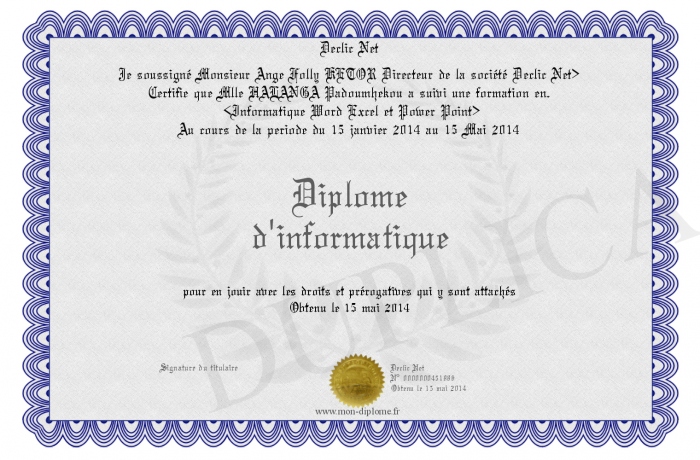 Declic Net
Je soussigné Monsieur Ange Folly KETOR Directeur de la société Declic Net>
Certifie que Mlle HALANGA Padoumhekou a suivi une formation en.
<Informatique Word Excel et Power Point>
Au cours de la periode du 15 janvier 2014 au 15 Mai 2014
Diplome
d'informatique
pour en jouir avec les droits et prérogatives qui y sont attachés
Obtenu le 15 mai 2014
Signature du titulaire
Declic Net
Obtenu le 15 mai 2014
www.mon-diplome.fr
DUPLICA